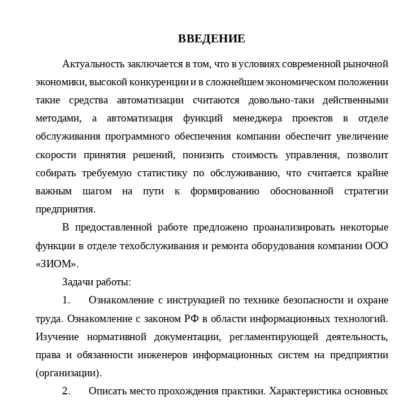 ВВЕДЕНИЕ
Актуальность заключается в том, что в условиях современной рыночной
экономики, высокой конкуренции и в сложнейшем экономическом положении
такие средства автоматизации считаются довольно-таки действенными
методами, а автоматизация функций менеджера проектов в отделе
обслуживания программного обеспечения компании обеспечит увеличение
скорости принятия решений, понизить стоимость управления, позволит
собирать требуемую статистику по обслуживанию, что считается крайне
важным шагом на пути к формированию обоснованной стратегии
предприятия.
В предоставленной работе предложено проанализировать некоторые
функции в отделе техобслуживания и ремонта оборудования компании ООО
«ЗИОМ».
Задачи работы:
1. Ознакомление с инструкцией по технике безопасности и охране
труда. Ознакомление с законом РФ в области информационных технологий.
Изучение нормативной документации, регламентирующей деятельность,
права и обязанности инженеров информационных систем на предприятии
(организации).
2. Описать место прохождения практики. Характеристика основных